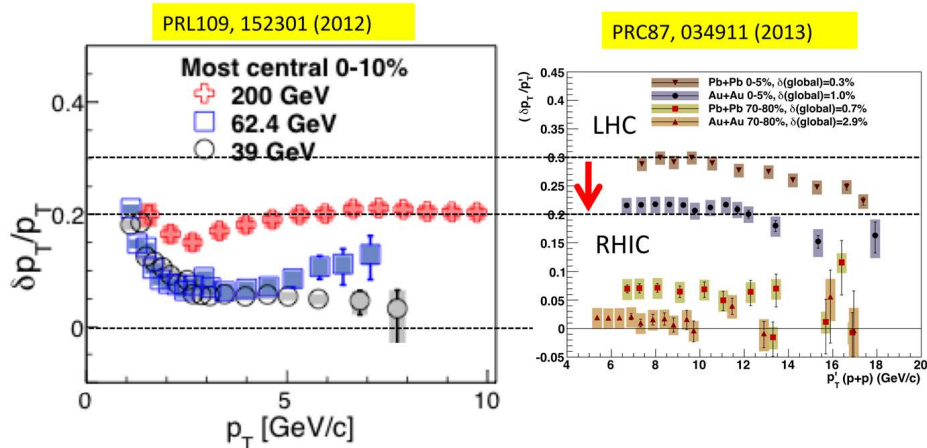 PRL109, 152301 (2012)
PRC87, 034911 (2013)
Most central 0-10%
200 GeV
62.4 GeV
39 GeV
δp_T/p_T
0.4
0.2
0
0
5
10
p_T [GeV/c]
⟨δp_T/p'_T⟩
0.45
0.4
0.35
0.3
0.25
0.2
0.15
0.1
0.05
0
-0.05
Pb+Pb 0-5%, δ(global)=0.3%
Au+Au 0-5%, δ(global)=1.0%
Pb+Pb 70-80%, δ(global)=0.7%
Au+Au 70-80%, δ(global)=2.9%
LHC
RHIC
4
6
8
10
12
14
16
18
20
p'_T (p+p) (GeV/c)